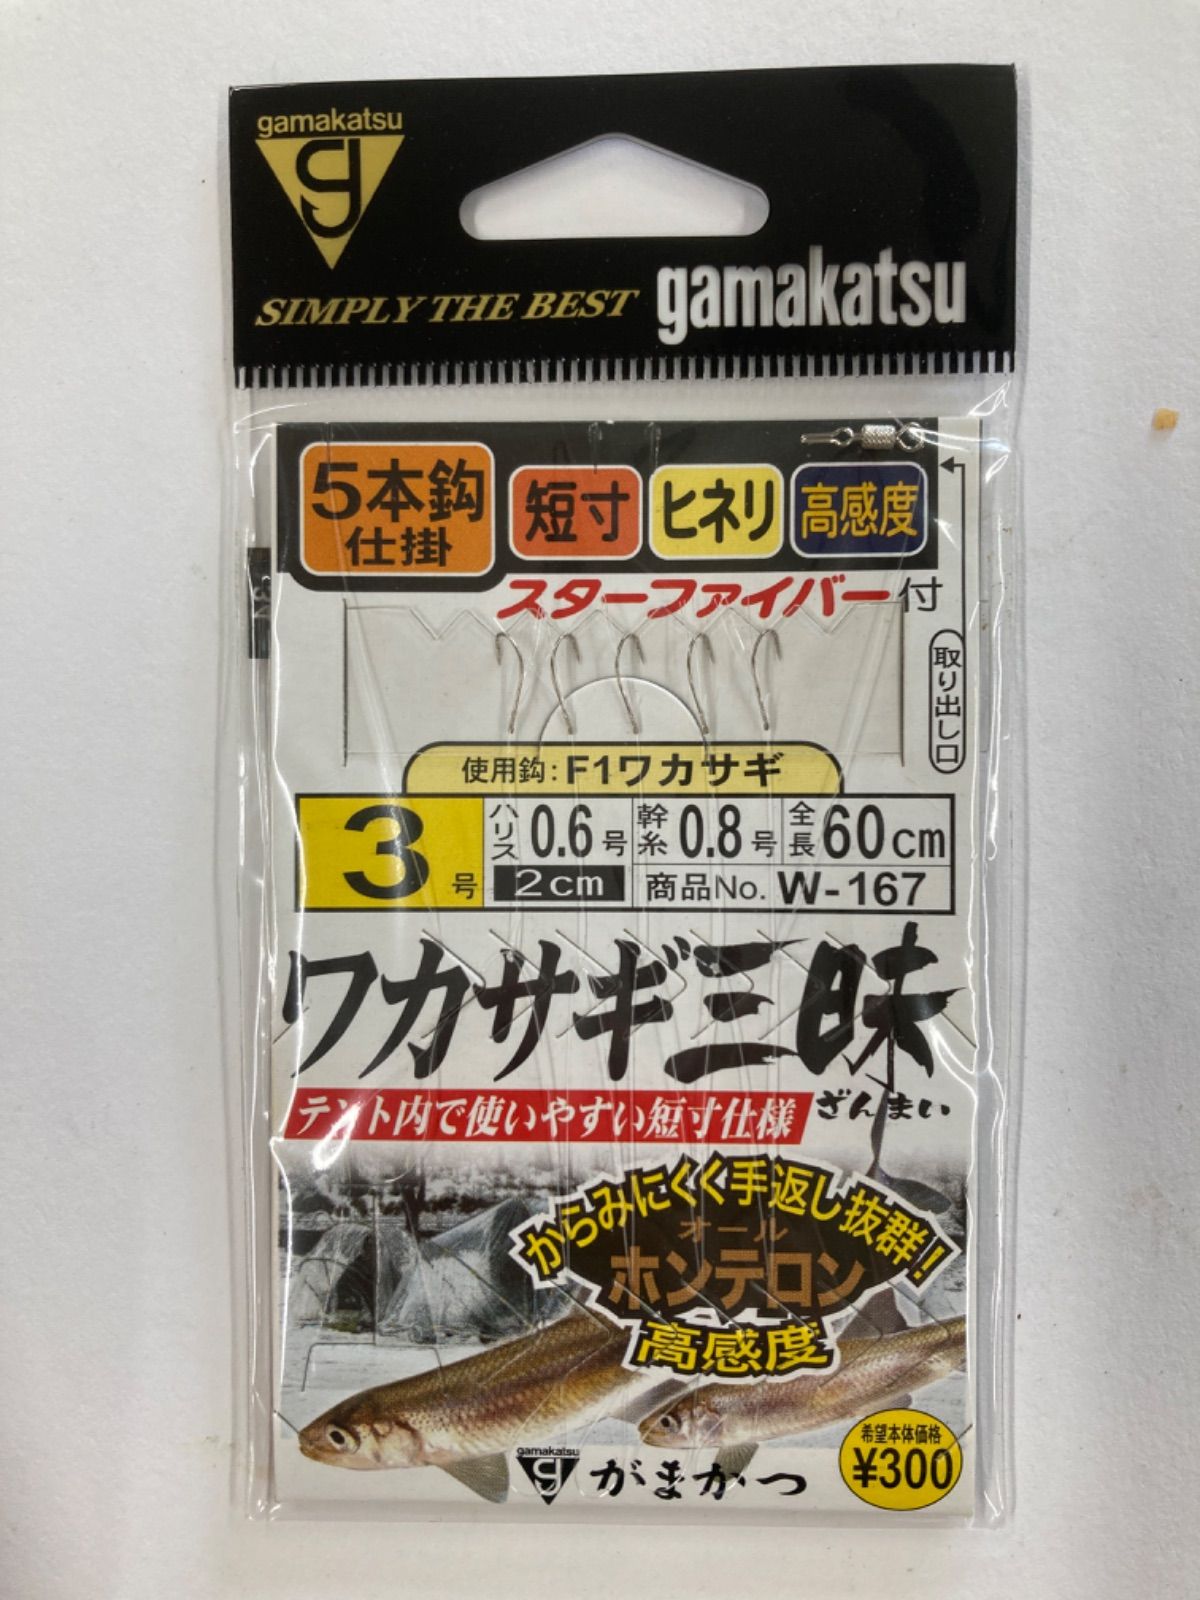 gamakatsu
SIMPLY THE BEST
gamakatsu
5本鈎
仕掛
短寸
ヒネリ
高感度
スターファイバー付
取り出し口
使用鈎:F1ワカサギ
3号
ハリス 0.6号
2cm
幹糸 0.8号
全長 60cm
商品No. W-167
ワカサギ三昧
ざんまい
テント内で使いやすい短寸仕様
からみにくく手返し抜群!
オール
ホンテロン
高感度
希望本体価格
¥300
gamakatsu
がまかつ